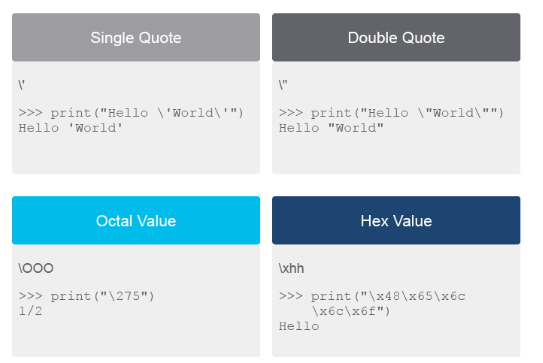 Single Quote
\'
>>> print("Hello \'World\'")
Hello 'World'
Double Quote
\"
>>> print("Hello \"World\"")
Hello "World"
Octal Value
\OOO
>>> print("\275")
1/2
Hex Value
\xhh
>>> print("\x48\x65\x6c
\x6c\x6f")
Hello